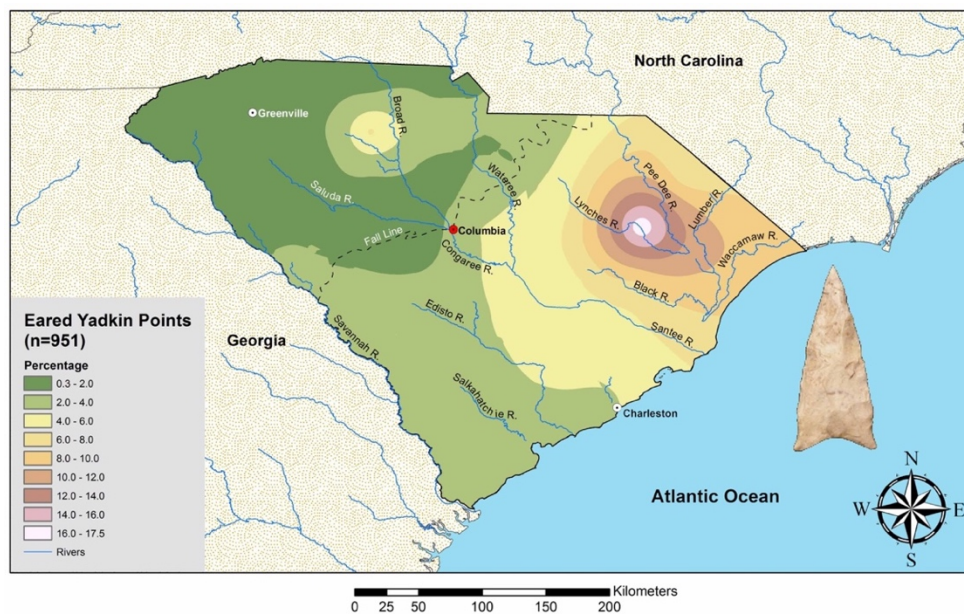 North Carolina
Greenville
Broad R.
Pee Dee R.
Wateree R.
Lumber R.
Saluda R.
Lynches R.
Waccamaw R.
Fall Line
Columbia
Congaree R.
Black R.
Edisto R.
Santee R.
Georgia
Savannah R.
Salkahatchie R.
Charleston
Atlantic Ocean
Eared Yadkin Points
(n=951)
Percentage
0.3 - 2.0
2.0 - 4.0
4.0 - 6.0
6.0 - 8.0
8.0 - 10.0
10.0 - 12.0
12.0 - 14.0
14.0 - 16.0
16.0 - 17.5
Rivers
N
W E
S
Kilometers
0 25 50 100 150 200